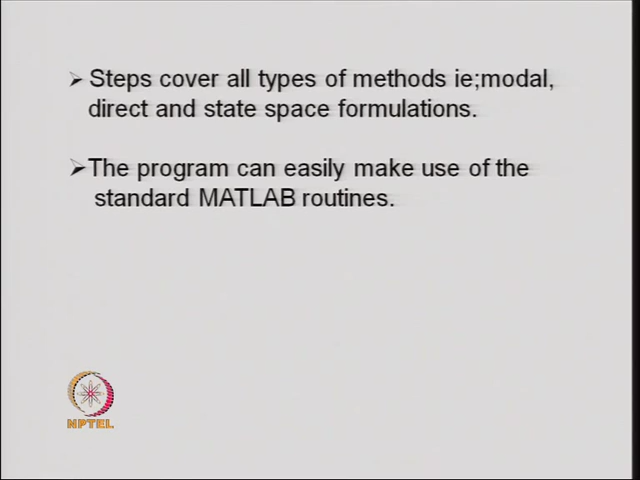 ➢ Steps cover all types of methods ie;modal,
direct and state space formulations.
➢The program can easily make use of the
standard MATLAB routines.
NPTEL